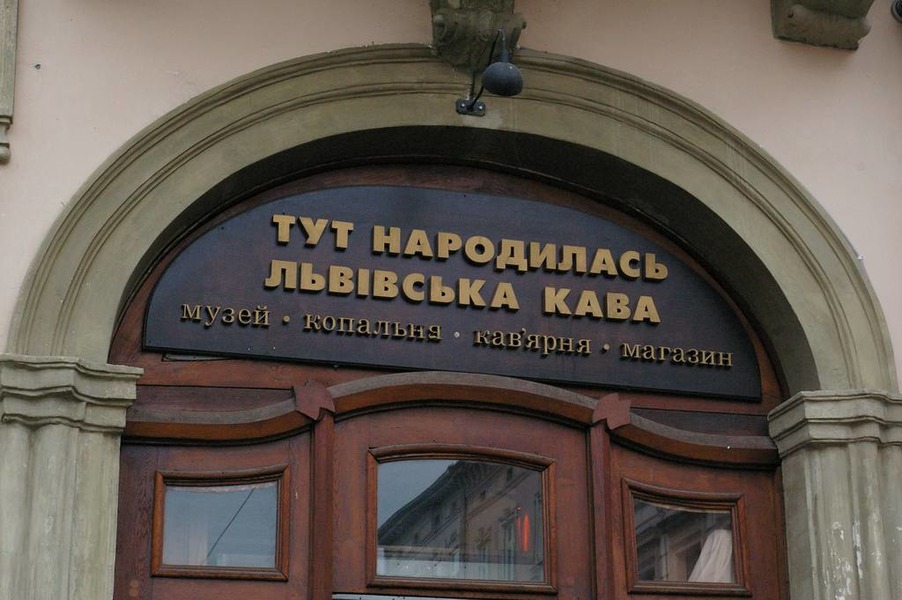 ТУТ НАРОДИЛАСЬ
ЛЬВІВСЬКА КАВА
музей • копальня • кав'ярня • магазин